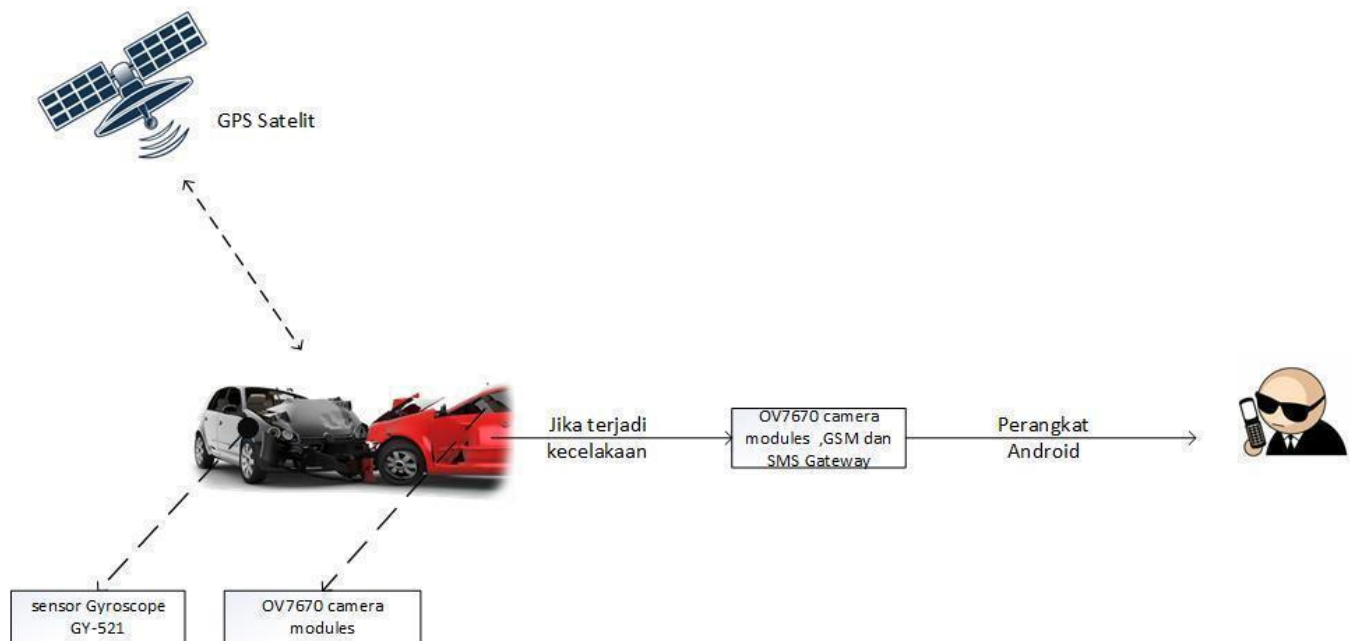 GPS Satelit
Jika terjadi
kecelakaan
OV7670 camera
modules ,GSM dan
SMS Gateway
Perangkat
Android
sensor Gyroscope
GY-521
OV7670 camera
modules